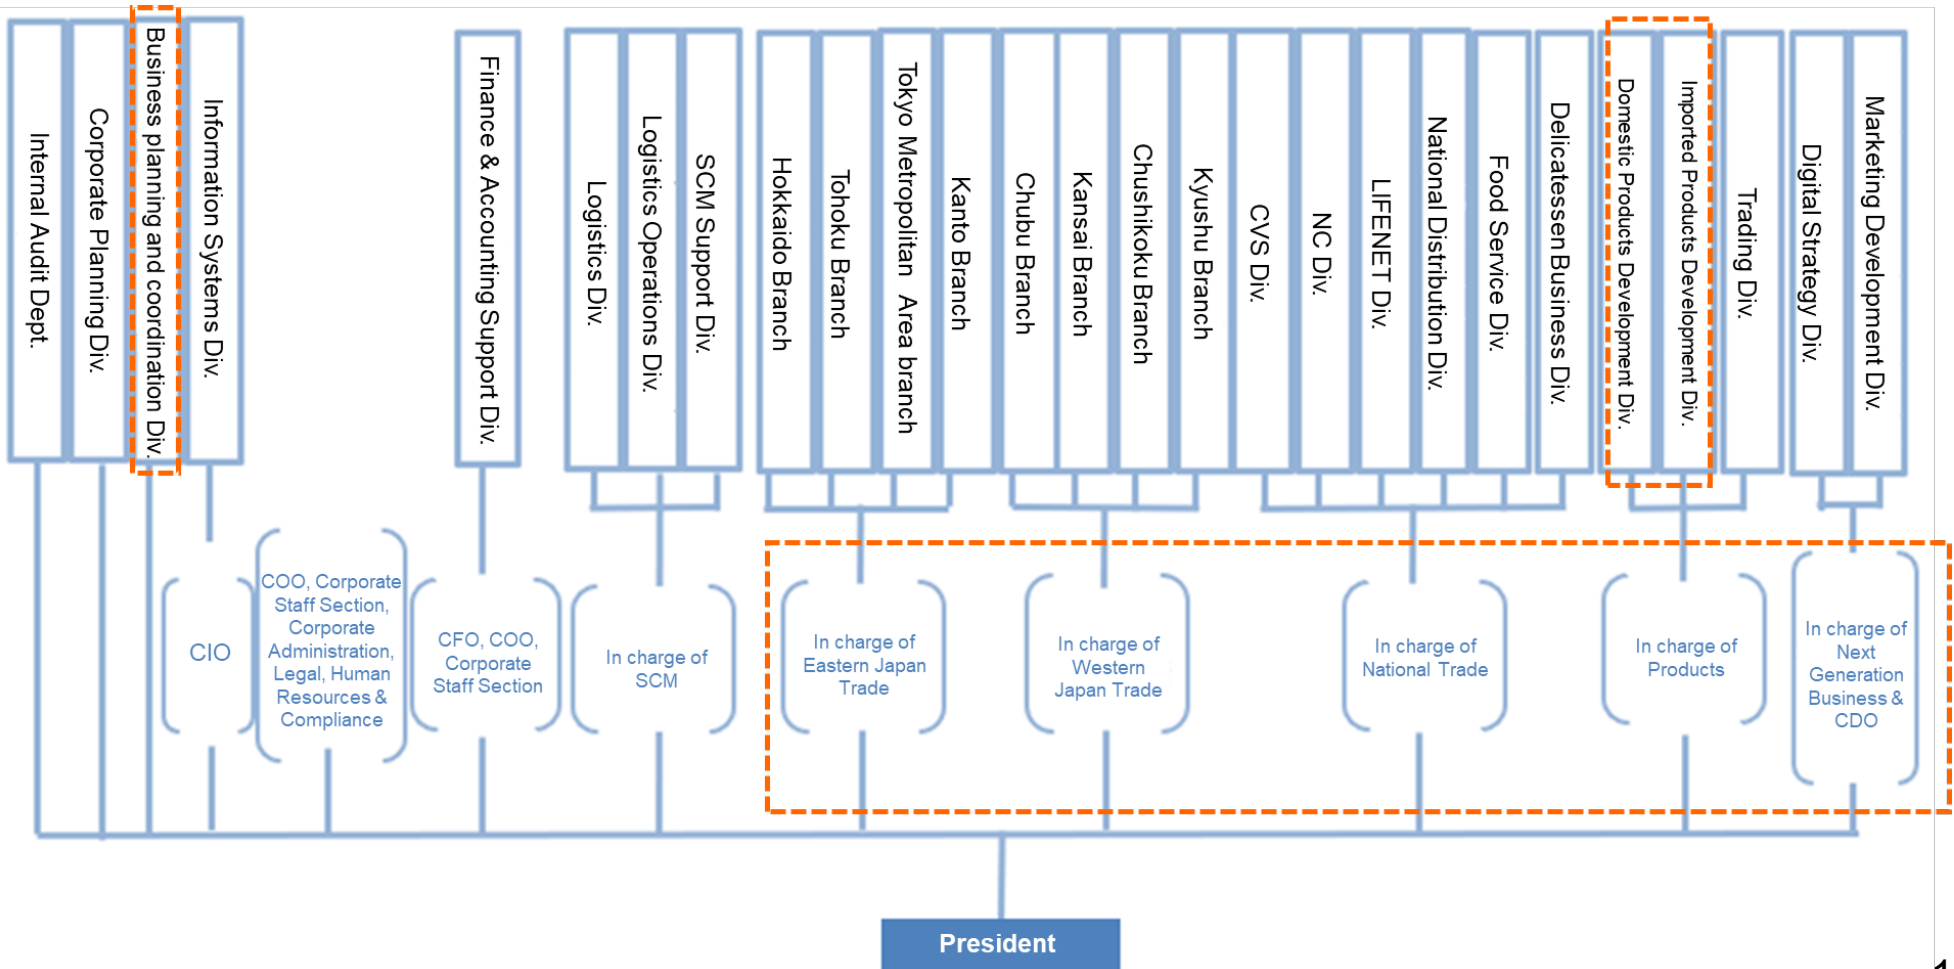 Internal Audit Dept.
Corporate Planning Div.
Business planning and coordination Div.
Information Systems Div.
Finance & Accounting Support Div.
Logistics Div.
Logistics Operations Div.
SCM Support Div.
Hokkaido Branch
Tohoku Branch
Tokyo Metropolitan Area branch
Kanto Branch
Chubu Branch
Kansai Branch
Chushikoku Branch
Kyushu Branch
CVS Div.
NC Div.
LIFENET Div.
National Distribution Div.
Food Service Div.
Delicatessen Business Div.
Domestic Products Development Div.
Imported Products Development Div.
Trading Div.
Digital Strategy Div.
Marketing Development Div.
CIO
COO, Corporate
Staff Section,
Corporate
Administration,
Legal, Human
Resources &
Compliance
CFO, COO,
Corporate
Staff Section
In charge of
SCM
In charge of
Eastern Japan
Trade
In charge of
Western
Japan Trade
In charge of
National Trade
In charge of
Products
In charge of
Next
Generation
Business &
CDO
President